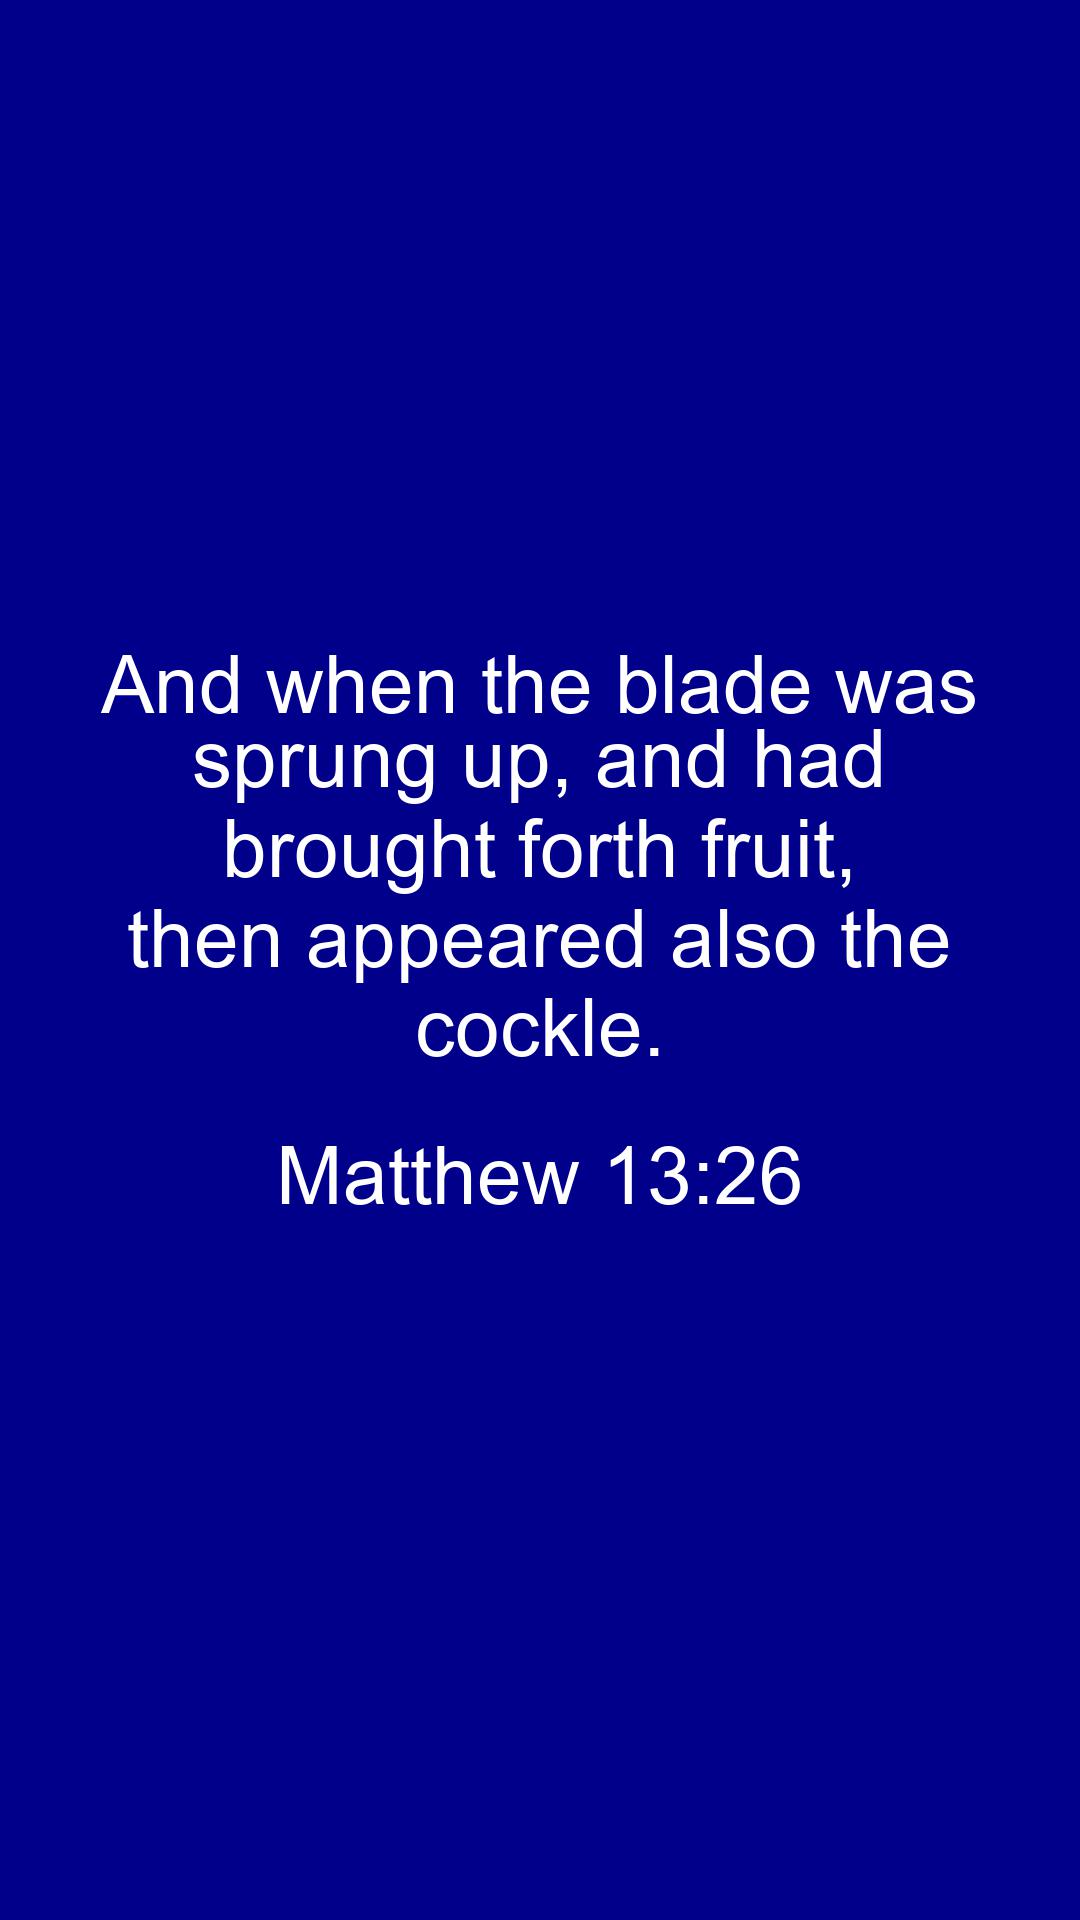 And when the blade was
sprung up, and had
brought forth fruit,
then appeared also the
cockle.
Matthew 13:26